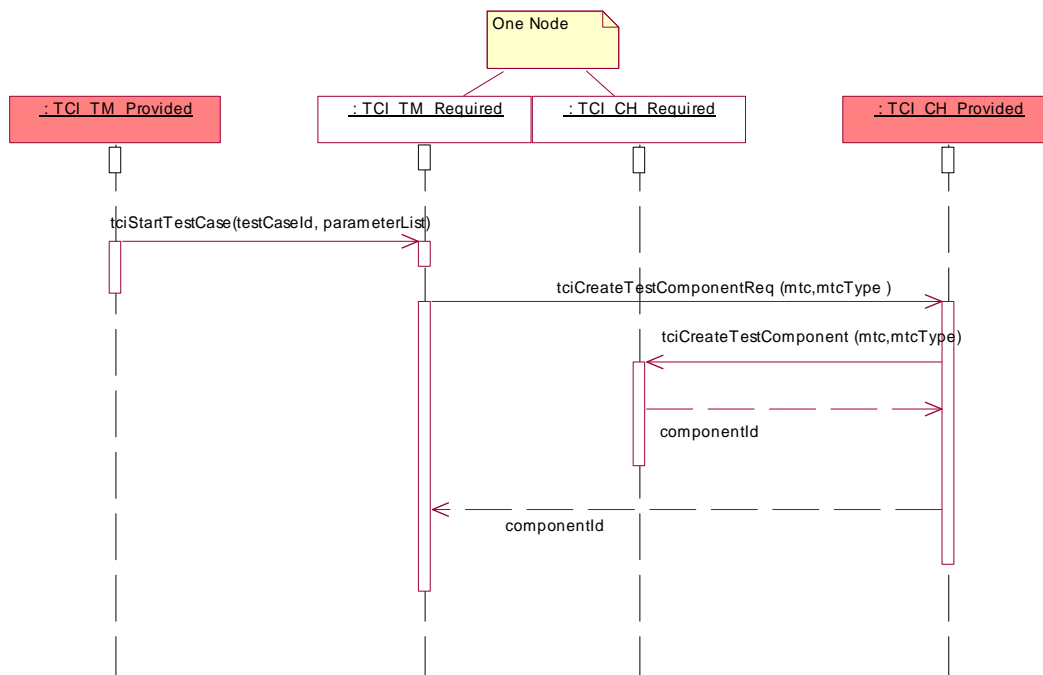 One Node
: TCI_TM_Provided
: TCI_TM_Required
: TCI_CH_Required
: TCI_CH_Provided
tciStartTestCase(testCaseId, parameterList)
tciCreateTestComponentReq (mtc,mtcType )
tciCreateTestComponent (mtc,mtcType)
componentId
componentId